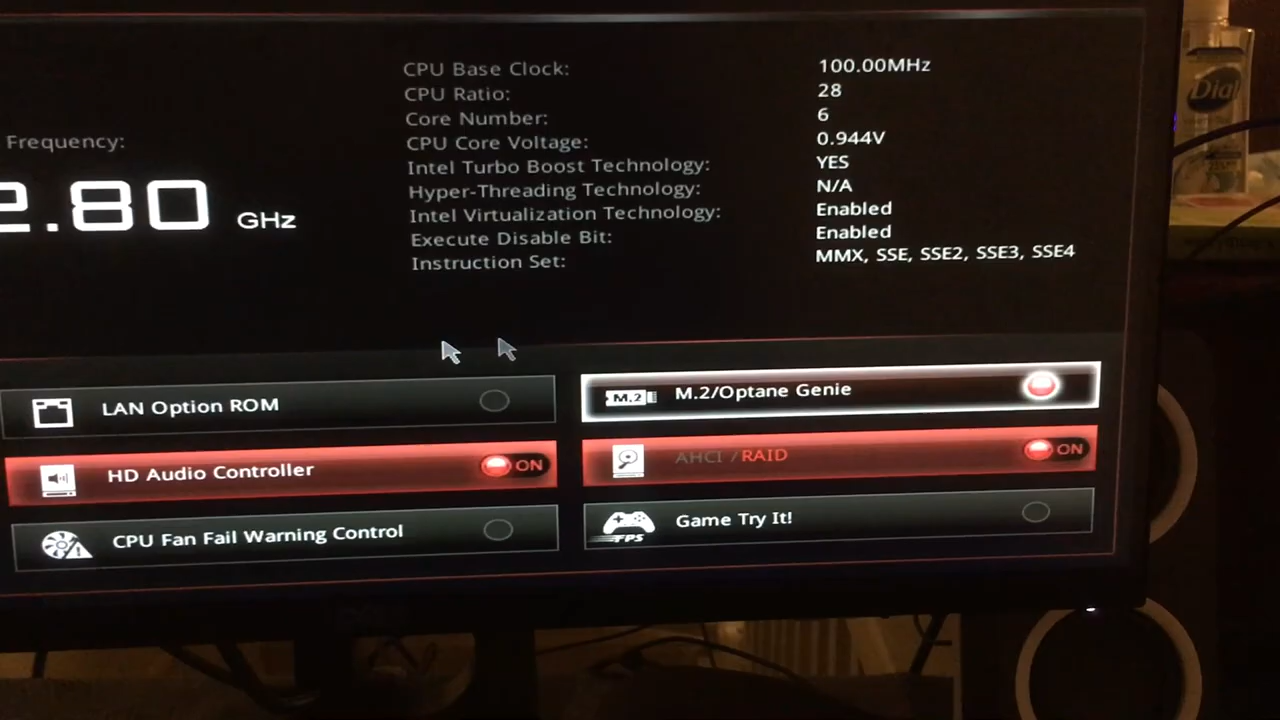 CPU Base Clock: 100.00MHz
CPU Ratio: 28
Core Number: 6
Frequency:
CPU Core Voltage: 0.944V
Intel Turbo Boost Technology: YES
Hyper-Threading Technology: N/A
2.80 GHz
Intel Virtualization Technology: Enabled
Execute Disable Bit: Enabled
Instruction Set: MMX, SSE, SSE2, SSE3, SSE4
LAN Option ROM
M.2 M.2/Optane Genie
HD Audio Controller ON
AHCI / RAID ON
CPU Fan Fail Warning Control
FPS Game Try It!
Dial